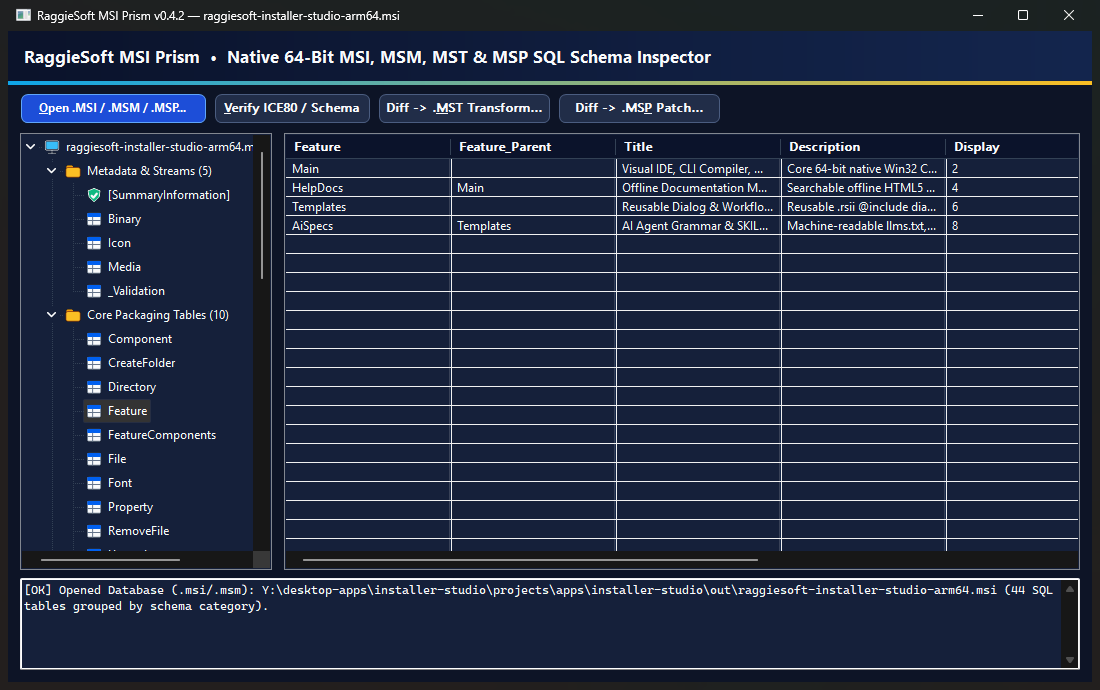 RaggieSoft MSI Prism v0.4.2 — raggiesoft-installer-studio-arm64.msi
RaggieSoft MSI Prism • Native 64-Bit MSI, MSM, MST & MSP SQL Schema Inspector
Open .MSI / .MSM / .MSP... Verify ICE80 / Schema Diff -> .MST Transform... Diff -> .MSP Patch...
raggiesoft-installer-studio-arm64.m
Metadata & Streams (5)
[SummaryInformation]
Binary
Icon
Media
_Validation
Core Packaging Tables (10)
Component
CreateFolder
Directory
Feature
FeatureComponents
File
Font
Property
RemoveFile
Feature Feature_Parent Title Description Display
Main Visual IDE, CLI Compiler, ... Core 64-bit native Win32 C... 2
HelpDocs Main Offline Documentation M... Searchable offline HTML5 ... 4
Templates Reusable Dialog & Workflo... Reusable .rsii @include dia... 6
AiSpecs Templates AI Agent Grammar & SKIL... Machine-readable llms.txt,... 8
[OK] Opened Database (.msi/.msm): Y:\desktop-apps\installer-studio\projects\apps\installer-studio\out\raggiesoft-installer-studio-arm64.msi (44 SQL
tables grouped by schema category).